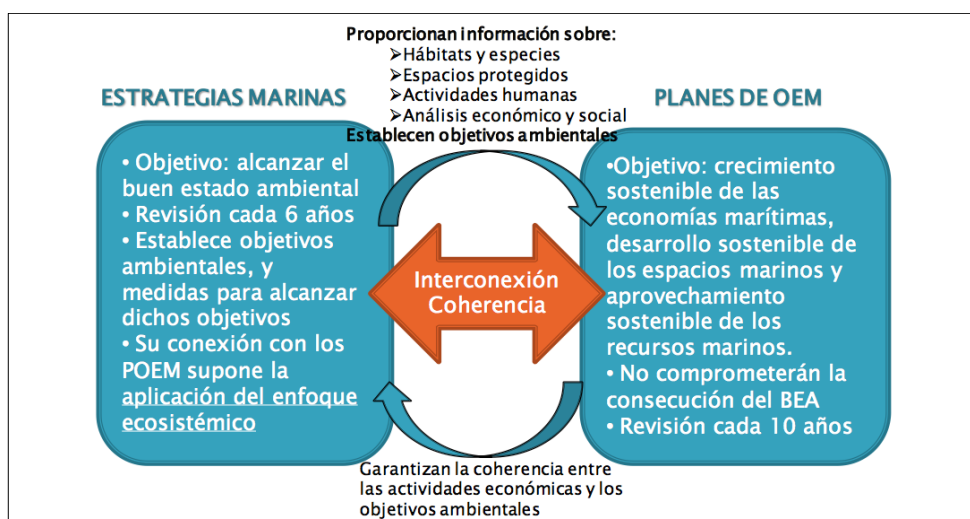 Proporcionan información sobre:
➢Hábitats y especies
➢Espacios protegidos
➢Actividades humanas
➢Análisis económico y social
Establecen objetivos ambientales
ESTRATEGIAS MARINAS
• Objetivo: alcanzar el
buen estado ambiental
• Revisión cada 6 años
• Establece objetivos
ambientales, y
medidas para alcanzar
dichos objetivos
• Su conexión con los
POEM supone la
aplicación del enfoque
ecosistémico
Interconexión
Coherencia
PLANES DE OEM
•Objetivo: crecimiento
sostenible de las
economías marítimas,
desarrollo sostenible de
los espacios marinos y
aprovechamiento
sostenible de los
recursos marinos.
• No comprometerán la
consecución del BEA
• Revisión cada 10 años
Garantizan la coherencia entre
las actividades económicas y los
objetivos ambientales